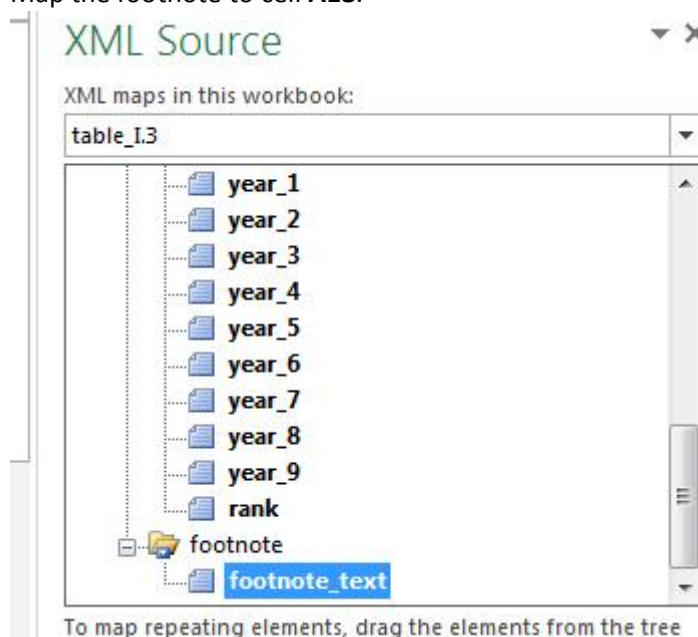 Map the footnote to cell
XML Source
XML maps in this workbook:
table_I.3
year_1
year_2
year_3
year_4
year_5
year_6
year_7
year_8
year_9
rank
footnote
footnote_text
To map repeating elements, drag the elements from the tree